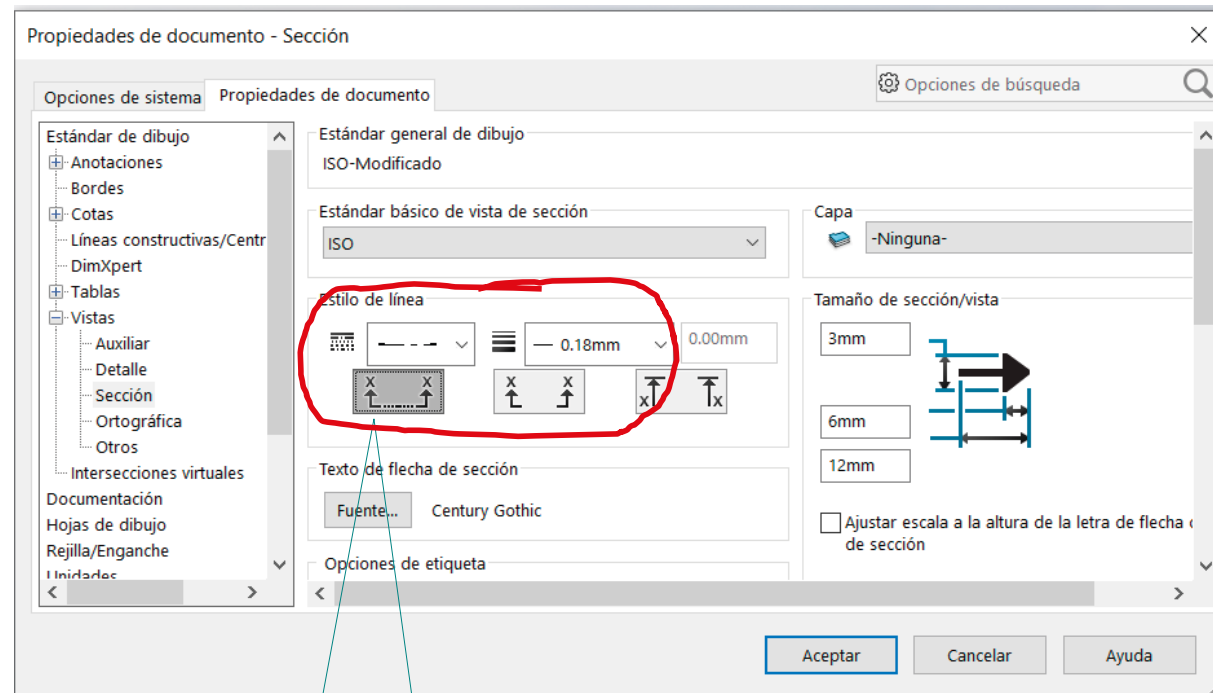 Propiedades de documento - Sección
Opciones de búsqueda
Opciones de sistema
Propiedades de documento
Estándar de dibujo
Anotaciones
Bordes
Cotas
Líneas constructivas/Centr
DimXpert
Tablas
Vistas
Auxiliar
Detalle
Sección
Ortográfica
Otros
Intersecciones virtuales
Documentación
Hojas de dibujo
Rejilla/Enganche
Unidades
Estándar general de dibujo
ISO-Modificado
Estándar básico de vista de sección
ISO
Capa
-Ninguna-
Estilo de línea
0.18mm
0.00mm
X X
X X
X X
Tamaño de sección/vista
3mm
6mm
12mm
Texto de flecha de sección
Fuente... Century Gothic
Ajustar escala a la altura de la letra de flecha
de sección
Opciones de etiqueta
Aceptar Cancelar Ayuda